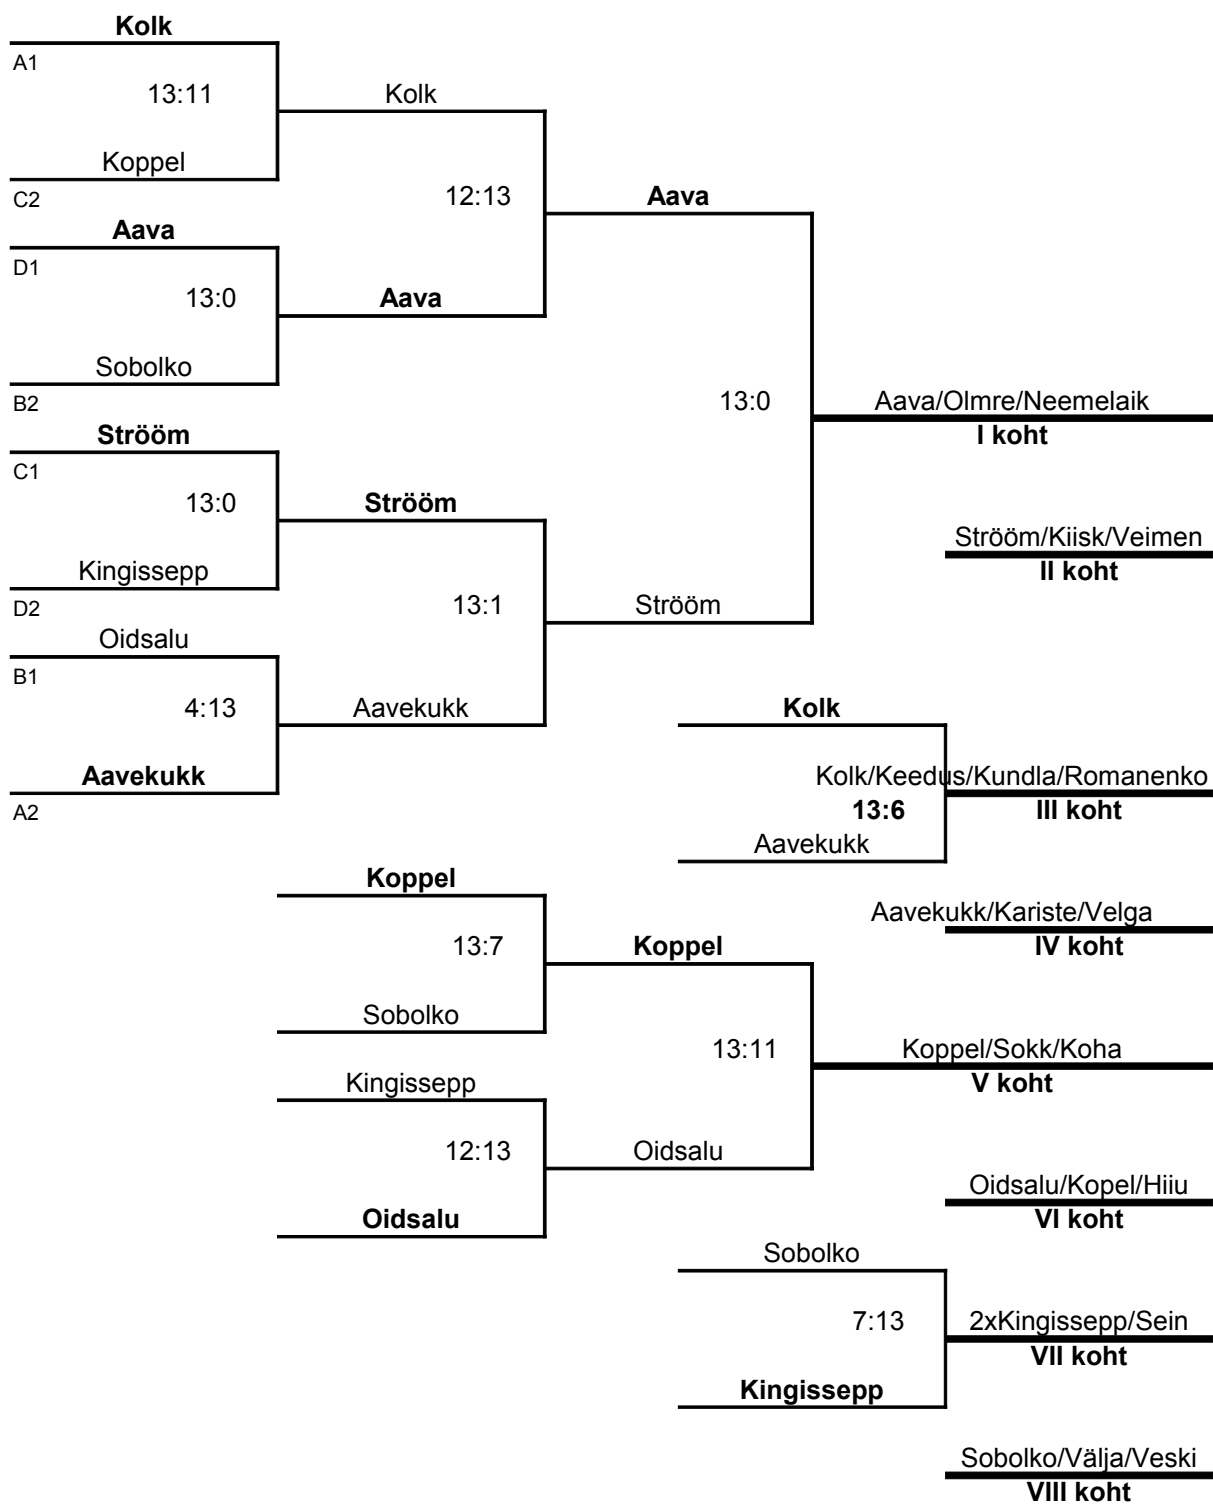 Kolk
A1
13:11
Kolk
Koppel
C2
12:13
Aava
Aava
D1
13:0
Aava
Sobolko
B2
13:0
Aava/Olmre/Neemelaik
I koht
Strööm
C1
13:0
Strööm
Strööm/Kiisk/Veimen
II koht
Kingissepp
D2
13:1
Strööm
Oidsalu
B1
4:13
Aavekukk
Kolk
Aavekukk
A2
Kolk/Keedus/Kundla/Romanenko
13:6
III koht
Aavekukk
Koppel
Aavekukk/Kariste/Velga
IV koht
13:7
Koppel
Sobolko
13:11
Koppel/Sokk/Koha
V koht
Kingissepp
12:13
Oidsalu
Oidsalu/Kopel/Hiiu
VI koht
Oidsalu
Sobolko
7:13
2xKingissepp/Sein
VII koht
Kingissepp
Sobolko/Välja/Veski
VIII koht